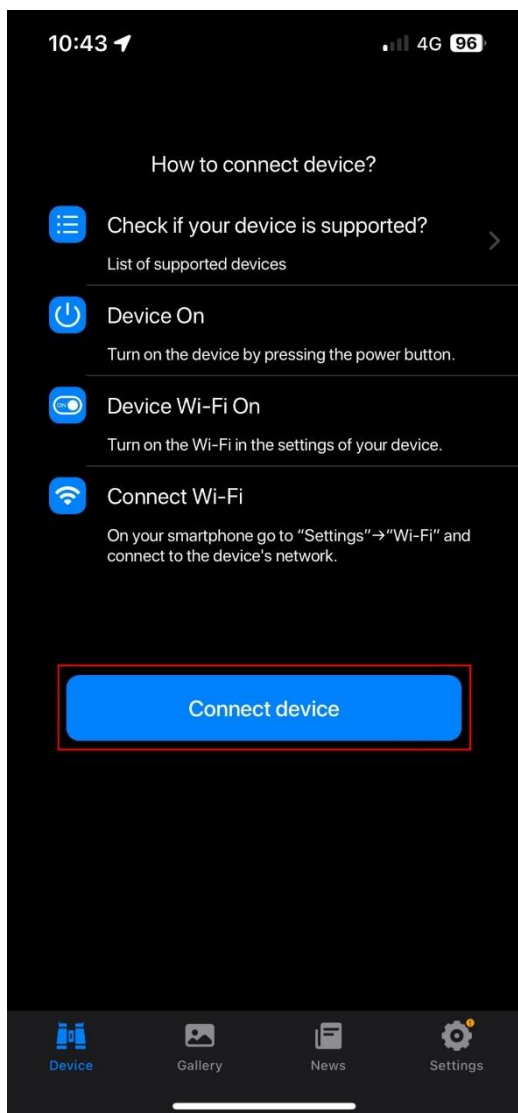 10:43
4G 96
How to connect device?
Check if your device is supported?
List of supported devices
Device On
Turn on the device by pressing the power button.
ON
Device Wi-Fi On
Turn on the Wi-Fi in the settings of your device.
Connect Wi-Fi
On your smartphone go to “Settings”→“Wi-Fi” and
connect to the device's network.
Connect device
Device Gallery News Settings